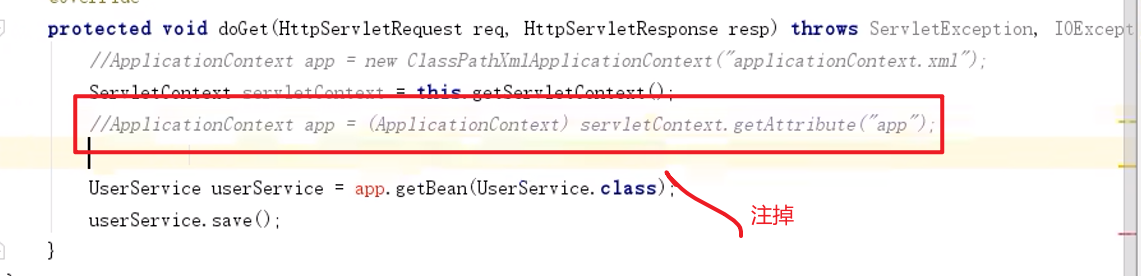 protected void doGet(HttpServletRequest req, HttpServletResponse resp) throws ServletException, IOExcept
//ApplicationContext app = new ClassPathXmlApplicationContext("applicationContext.xml");
ServletContext servletContext = this.getServletContext();
//ApplicationContext app = (ApplicationContext) servletContext.getAttribute("app");
UserService userService = app.getBean(UserService.class);
注掉
userService.save();
}